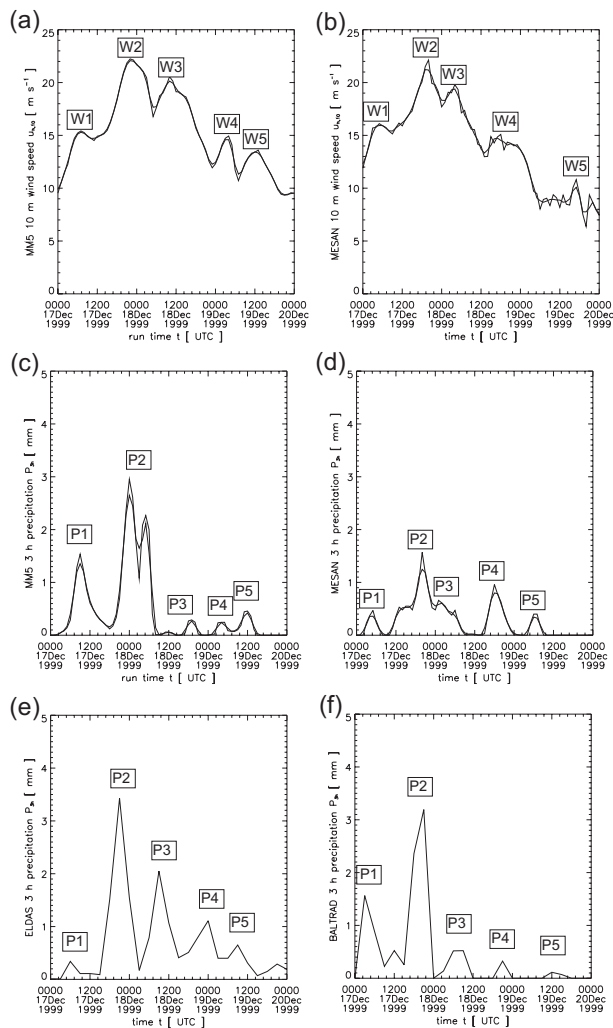 (a)
25
20
15
10
5
0
MM5 10 m wind speed u₁₀ [ m s⁻¹ ]
W1
W2
W3
W4
W5
0000 1200 0000 1200 0000 1200 0000
17Dec 17Dec 18Dec 18Dec 19Dec 19Dec 20Dec
1999 1999 1999 1999 1999 1999 1999
run time t [ UTC ]
(b)
25
20
15
10
5
0
MESAN 10 m wind speed [ m s⁻¹ ]
W1
W2
W3
W4
W5
0000 1200 0000 1200 0000 1200 0000
17Dec 17Dec 18Dec 18Dec 19Dec 19Dec 20Dec
1999 1999 1999 1999 1999 1999 1999
time t [ UTC ]
(c)
5
4
3
2
1
0
MM5 3 h precipitation P₃ₕ [ mm ]
P1
P2
P3
P4
P5
0000 1200 0000 1200 0000 1200 0000
17Dec 17Dec 18Dec 18Dec 19Dec 19Dec 20Dec
1999 1999 1999 1999 1999 1999 1999
run time t [ UTC ]
(d)
5
4
3
2
1
0
MESAN 3 h precipitation P₃ₕ [ mm ]
P1
P2
P3
P4
P5
0000 1200 0000 1200 0000 1200 0000
17Dec 17Dec 18Dec 18Dec 19Dec 19Dec 20Dec
1999 1999 1999 1999 1999 1999 1999
time t [ UTC ]
(e)
5
4
3
2
1
0
ELDAS 3 h precipitation P₃ₕ [ mm ]
P1
P2
P3
P4
P5
0000 1200 0000 1200 0000 1200 0000
17Dec 17Dec 18Dec 18Dec 19Dec 19Dec 20Dec
1999 1999 1999 1999 1999 1999 1999
time t [ UTC ]
(f)
5
4
3
2
1
0
BALTRAD 3 h precipitation P₃ₕ [ mm ]
P1
P2
P3
P4
P5
0000 1200 0000 1200 0000 1200 0000
17Dec 17Dec 18Dec 18Dec 19Dec 19Dec 20Dec
1999 1999 1999 1999 1999 1999 1999
time t [ UTC ]